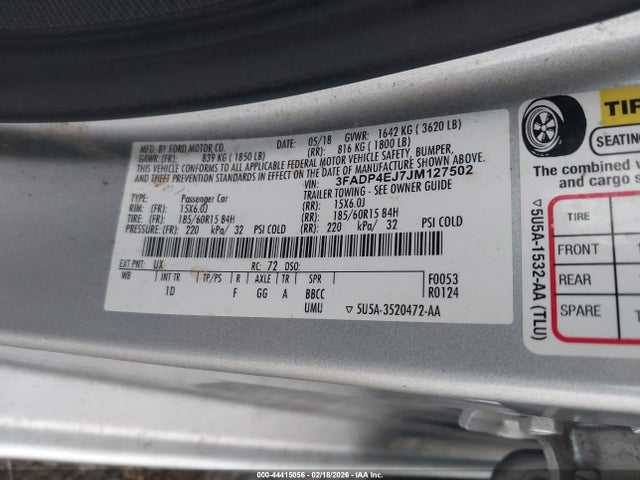 MFD. BY FORD MOTOR CO. DATE: 05/18 GVWR: 1642 KG ( 3620 LB)
GAWR: (FR): 839 KG ( 1850 LB) (RR): 816 KG ( 1800 LB)
THIS VEHICLE CONFORMS TO ALL APPLICABLE FEDERAL MOTOR VEHICLE SAFETY, BUMPER,
AND THEFT PREVENTION STANDARDS IN EFFECT ON THE DATE OF MANUFACTURE SHOWN ABOVE.
VIN: 3FADP4EJ7JM127502
TYPE: Passenger Car TRAILER TOWING - SEE OWNER GUIDE
RIM: (FR): 15X6.0J (RR): 15X6.0J
TIRE: (FR): 185/60R15 84H (RR): 185/60R15 84H
PRESSURE: (FR): 220 kPa/ 32 PSI COLD (RR): 220 kPa/ 32 PSI COLD
EXT PNT: UX RC: 72 DSO:
WB INT TR TP/PS R AXLE TR SPR F0053
1D F GG A BBCC R0124
UMU ▽ 5U5A-3520472-AA
TIR
SEATING
The combined
and cargo s
TIRE
FRONT 1
REAR
SPARE T
▽ 5U5A-1532-AA (TLU)
000-44415056 - 02/18/2026 - IAAI.COM